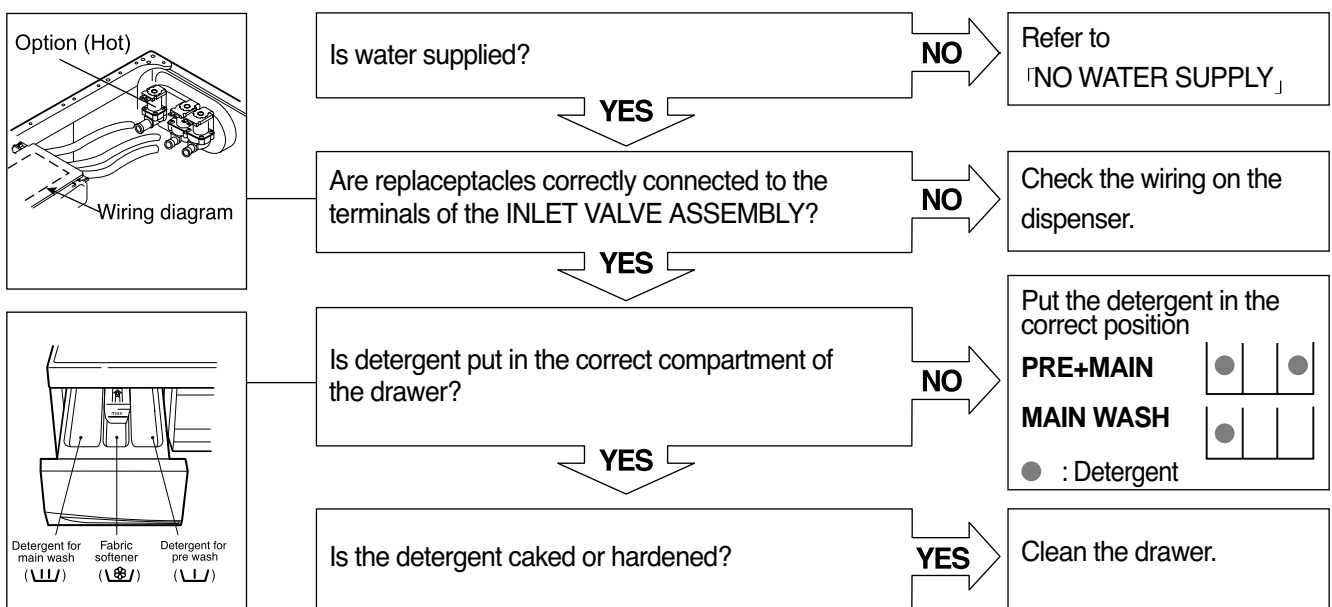 Option (Hot)
Wiring diagram
Is water supplied?
NO
Refer to
「NO WATER SUPPLY」
YES
Are replaceptacles correctly connected to the
terminals of the INLET VALVE ASSEMBLY?
NO
Check the wiring on the
dispenser.
YES
max
Detergent for
main wash
Fabric
softener
Detergent for
pre wash
Is detergent put in the correct compartment of
the drawer?
NO
Put the detergent in the
correct position
PRE+MAIN
MAIN WASH
: Detergent
YES
Is the detergent caked or hardened?
YES
Clean the drawer.